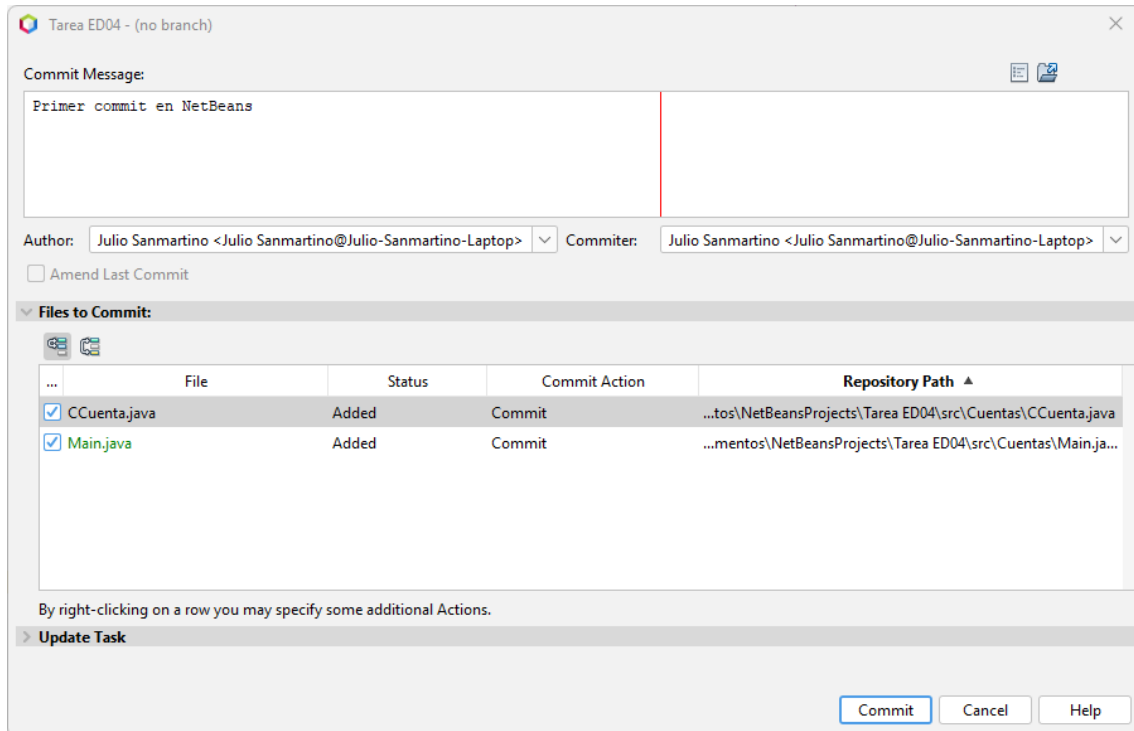 Tarea ED04 - (no branch)
Commit Message:
Primer commit en NetBeans
Author: Julio Sanmartino <Julio Sanmartino@Julio-Sanmartino-Laptop> Commiter: Julio Sanmartino <Julio Sanmartino@Julio-Sanmartino-Laptop>
Amend Last Commit
Files to Commit:
... File Status Commit Action Repository Path
CCuenta.java Added Commit ...tos\NetBeansProjects\Tarea ED04\src\Cuentas\CCuenta.java
Main.java Added Commit ...mentos\NetBeansProjects\Tarea ED04\src\Cuentas\Main.ja...
By right-clicking on a row you may specify some additional Actions.
Update Task
Commit Cancel Help